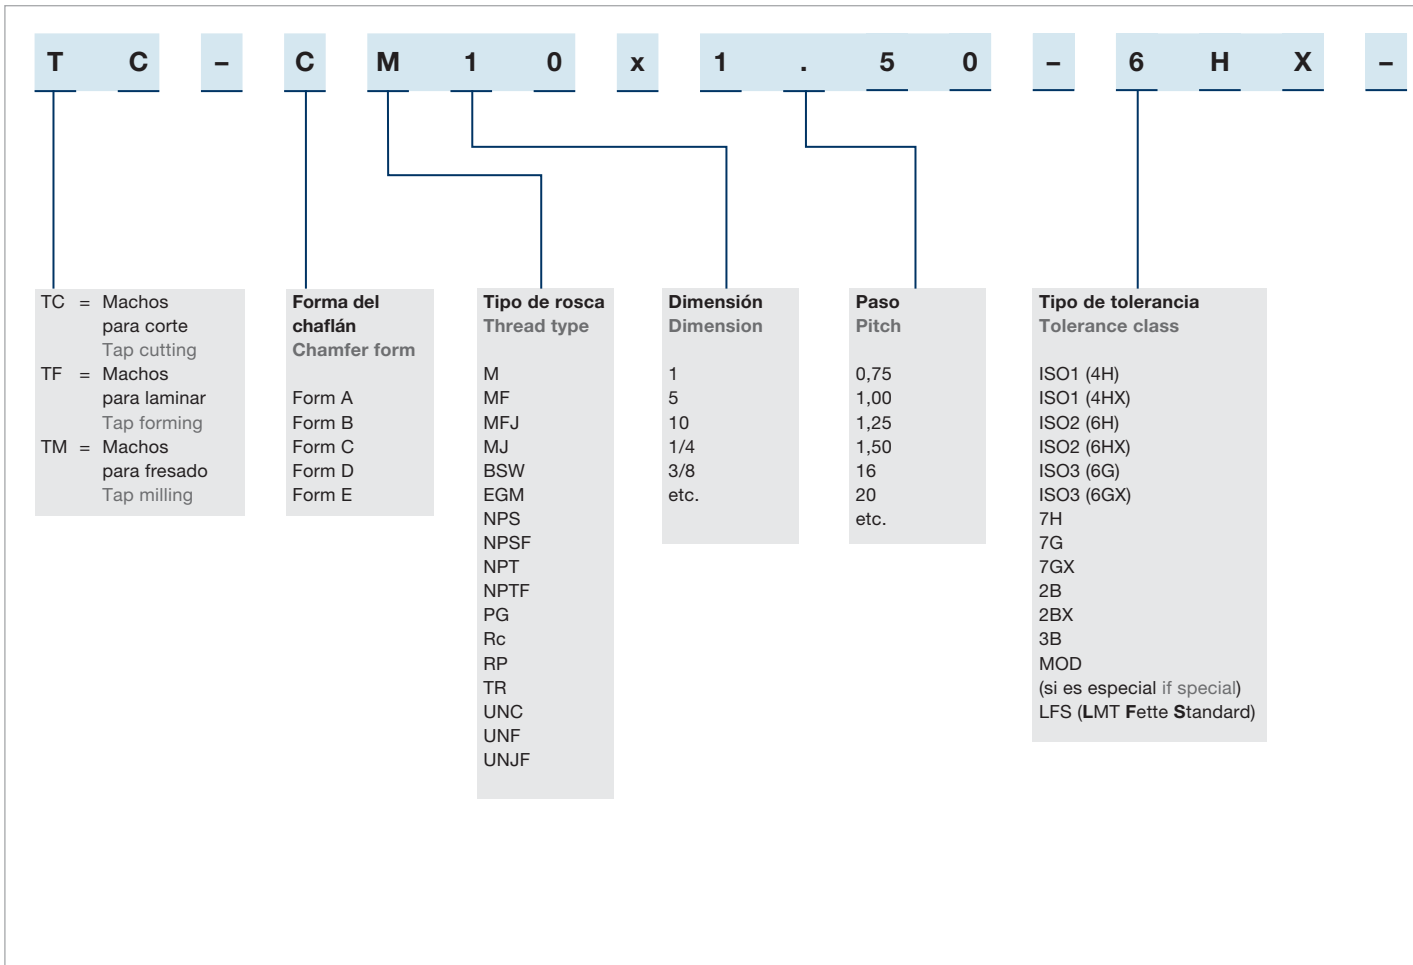 T C – C M 1 0 x 1 . 5 0 – 6 H X –
TC = Machos
para corte
Tap cutting
TF = Machos
para laminar
Tap forming
TM = Machos
para fresado
Tap milling
Forma del
chaflán
Chamfer form
Form A
Form B
Form C
Form D
Form E
Tipo de rosca
Thread type
M
MF
MFJ
MJ
BSW
EGM
NPS
NPSF
NPT
NPTF
PG
Rc
RP
TR
UNC
UNF
UNJF
Dimensión
Dimension
1
5
10
1/4
3/8
etc.
Paso
Pitch
0,75
1,00
1,25
1,50
16
20
etc.
Tipo de tolerancia
Tolerance class
ISO1 (4H)
ISO1 (4HX)
ISO2 (6H)
ISO2 (6HX)
ISO3 (6G)
ISO3 (6GX)
7H
7G
7GX
2B
2BX
3B
MOD
(si es especial if special)
LFS (LMT Fette Standard)